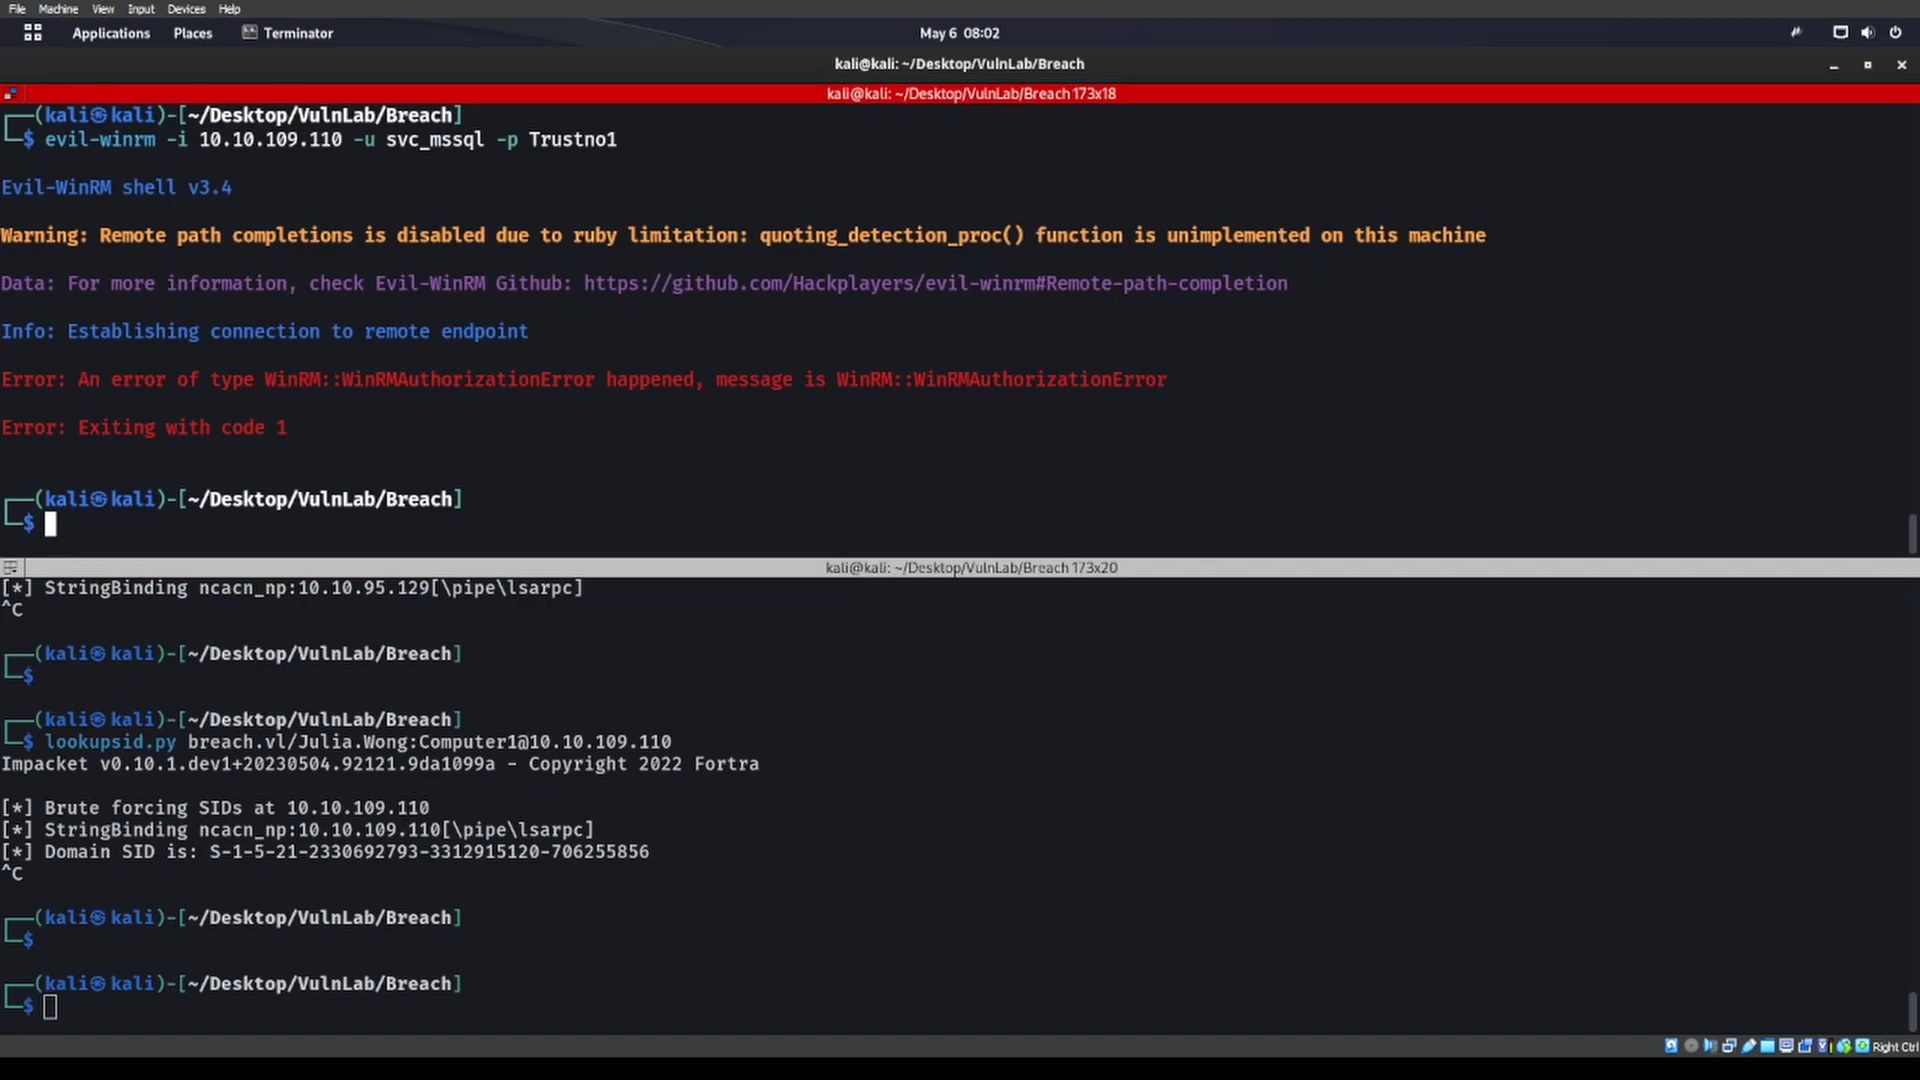 File Machine View Input Devices Help
Applications Places Terminator May 6 08:02
kali@kali: ~/Desktop/VulnLab/Breach
kali@kali: ~/Desktop/VulnLab/Breach 173x18
┌──(kali㉿kali)-[~/Desktop/VulnLab/Breach]
└─$ evil-winrm -i 10.10.109.110 -u svc_mssql -p Trustno1
Evil-WinRM shell v3.4
Warning: Remote path completions is disabled due to ruby limitation: quoting_detection_proc() function is unimplemented on this machine
Data: For more information, check Evil-WinRM Github: https://github.com/Hackplayers/evil-winrm#Remote-path-completion
Info: Establishing connection to remote endpoint
Error: An error of type WinRM::WinRMAuthorizationError happened, message is WinRM::WinRMAuthorizationError
Error: Exiting with code 1
┌──(kali㉿kali)-[~/Desktop/VulnLab/Breach]
└─$
kali@kali: ~/Desktop/VulnLab/Breach 173x20
[*] StringBinding ncacn_np:10.10.95.129[\pipe\lsarpc]
^C
┌──(kali㉿kali)-[~/Desktop/VulnLab/Breach]
└─$
┌──(kali㉿kali)-[~/Desktop/VulnLab/Breach]
└─$ lookupsid.py breach.vl/Julia.Wong:Computer1@10.10.109.110
Impacket v0.10.1.dev1+20230504.92121.9da1099a - Copyright 2022 Fortra
[*] Brute forcing SIDs at 10.10.109.110
[*] StringBinding ncacn_np:10.10.109.110[\pipe\lsarpc]
[*] Domain SID is: S-1-5-21-2330692793-3312915120-706255856
^C
┌──(kali㉿kali)-[~/Desktop/VulnLab/Breach]
└─$
┌──(kali㉿kali)-[~/Desktop/VulnLab/Breach]
└─$
Right Ctrl